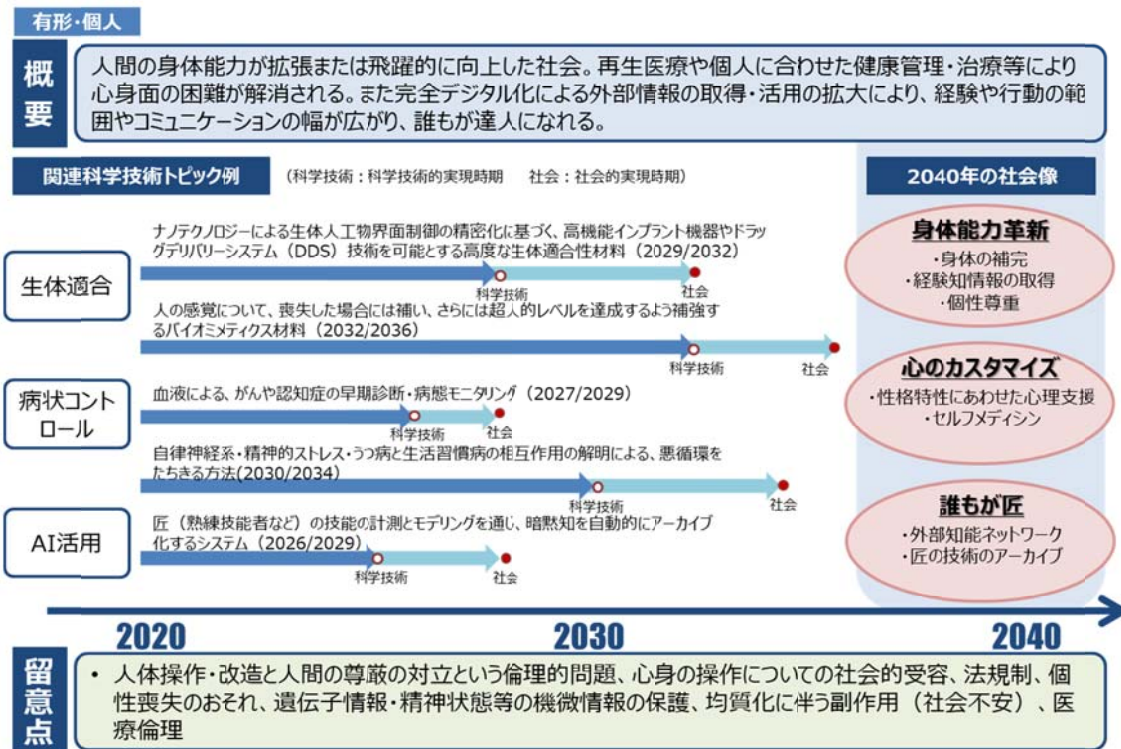 有形・個人
概要
人間の身体能力が拡張または飛躍的に向上した社会。再生医療や個人に合わせた健康管理・治療等により
心身面の困難が解消される。また完全デジタル化による外部情報の取得・活用の拡大により、経験や行動の範
囲やコミュニケーションの幅が広がり、誰もが達人になれる。
関連科学技術トピック例
（科学技術：科学技術的実現時期　社会：社会的実現時期）
2040年の社会像
生体適合
ナノテクノロジーによる生体人工物界面制御の精密化に基づく、高機能インプラント機器やドラッ
グデリバリーシステム（DDS）技術を可能とする高度な生体適合性材料（2029/2032）
科学技術
社会
人の感覚について、喪失した場合には補い、さらには超人的レベルを達成するよう補強す
るバイオミメティクス材料（2032/2036）
科学技術
社会
病状コント
ロール
血液による、がんや認知症の早期診断・病態モニタリング（2027/2029）
科学技術
社会
自律神経系・精神的ストレス・うつ病と生活習慣病の相互作用の解明による、悪循環を
たちきる方法(2030/2034)
科学技術
社会
AI活用
匠（熟練技能者など）の技能の計測とモデリングを通じ、暗黙知を自動的にアーカイブ
化するシステム（2026/2029）
科学技術
社会
身体能力革新
・身体の補完
・経験知情報の取得
・個性尊重
心のカスタマイズ
・性格特性にあわせた心理支援
・セルフメディシン
誰もが匠
・外部知能ネットワーク
・匠の技術のアーカイブ
2020
2030
2040
留意点
• 人体操作・改造と人間の尊厳の対立という倫理的問題、心身の操作についての社会的受容、法規制、個
性喪失のおそれ、遺伝子情報・精神状態等の機微情報の保護、均質化に伴う副作用（社会不安）、医
療倫理